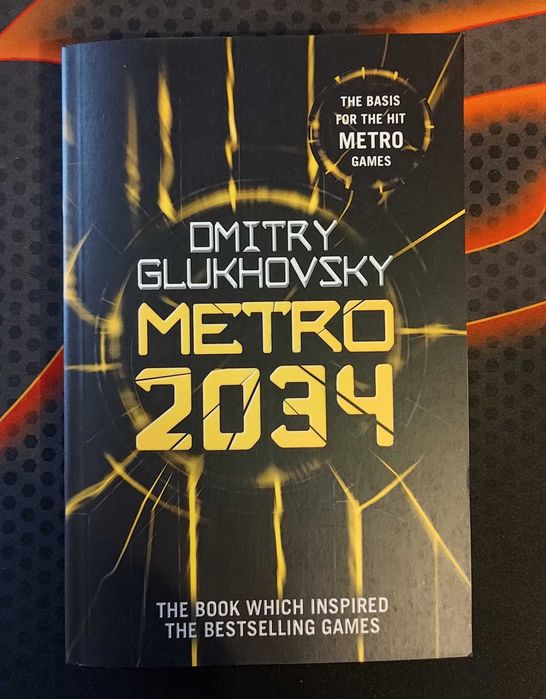 THE BASIS
FOR THE HIT
METRO
GAMES
DMITRY
GLUKHOVSKY
METRO
2034
THE BOOK WHICH INSPIRED
THE BESTSELLING GAMES